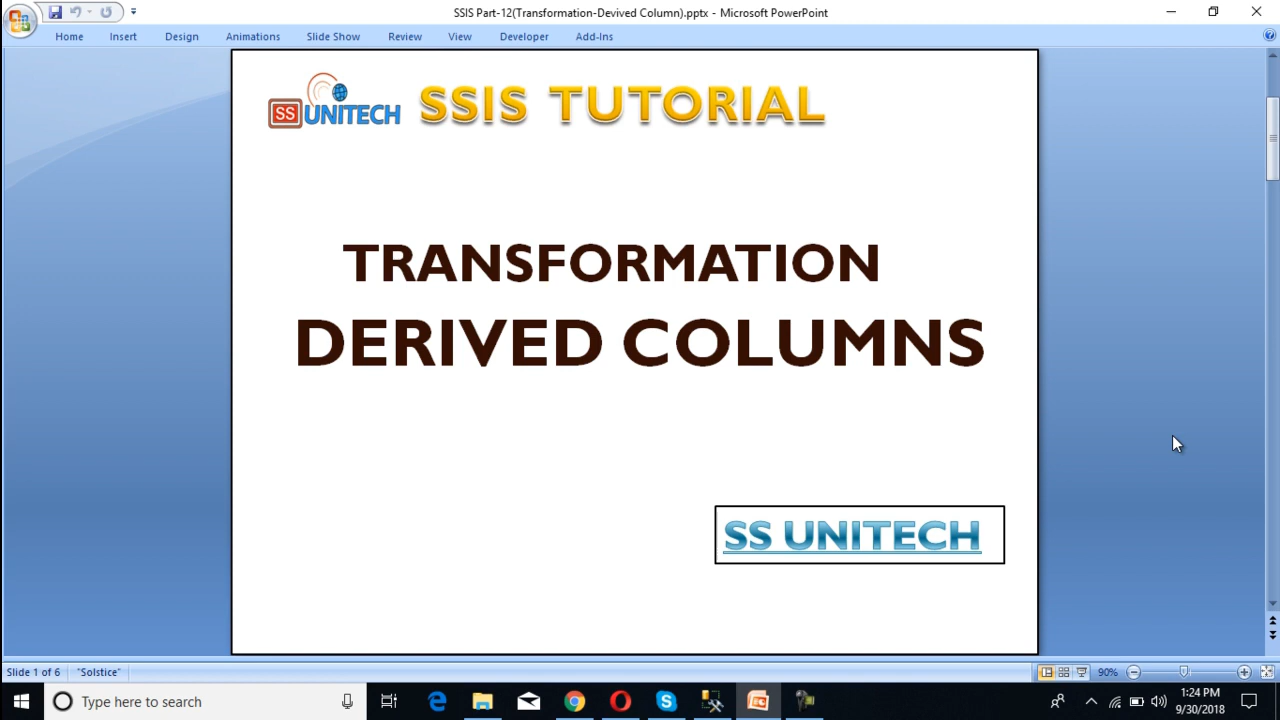 SSIS Part-12(Transformation-Devived Column).pptx - Microsoft PowerPoint
Home Insert Design Animations Slide Show Review View Developer Add-Ins
SS UNITECH SSIS TUTORIAL
TRANSFORMATION
DERIVED COLUMNS
SS UNITECH
Slide 1 of 6 "Solstice" 90%
Type here to search
1:24 PM
9/30/2018